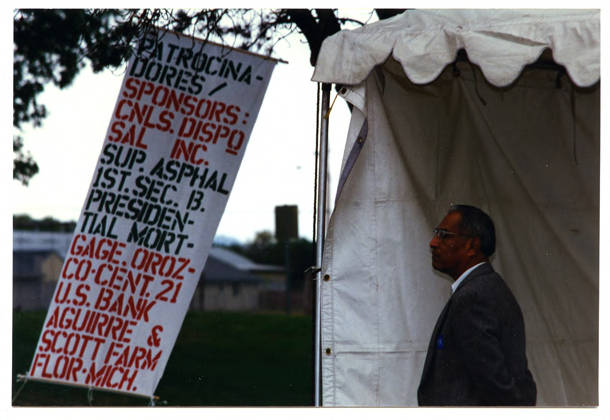 PATROCINA-
DORES /
SPONSORS:
CNLS. DISPO
SAL INC.
SUP. ASPHAL
1ST. SEC. B.
PRESIDEN-
TIAL MORT-
GAGE. OROZ-
CO·CENT. 21
U.S. BANK
AGUIRRE &
SCOTT FARM
FLOR·MICH.